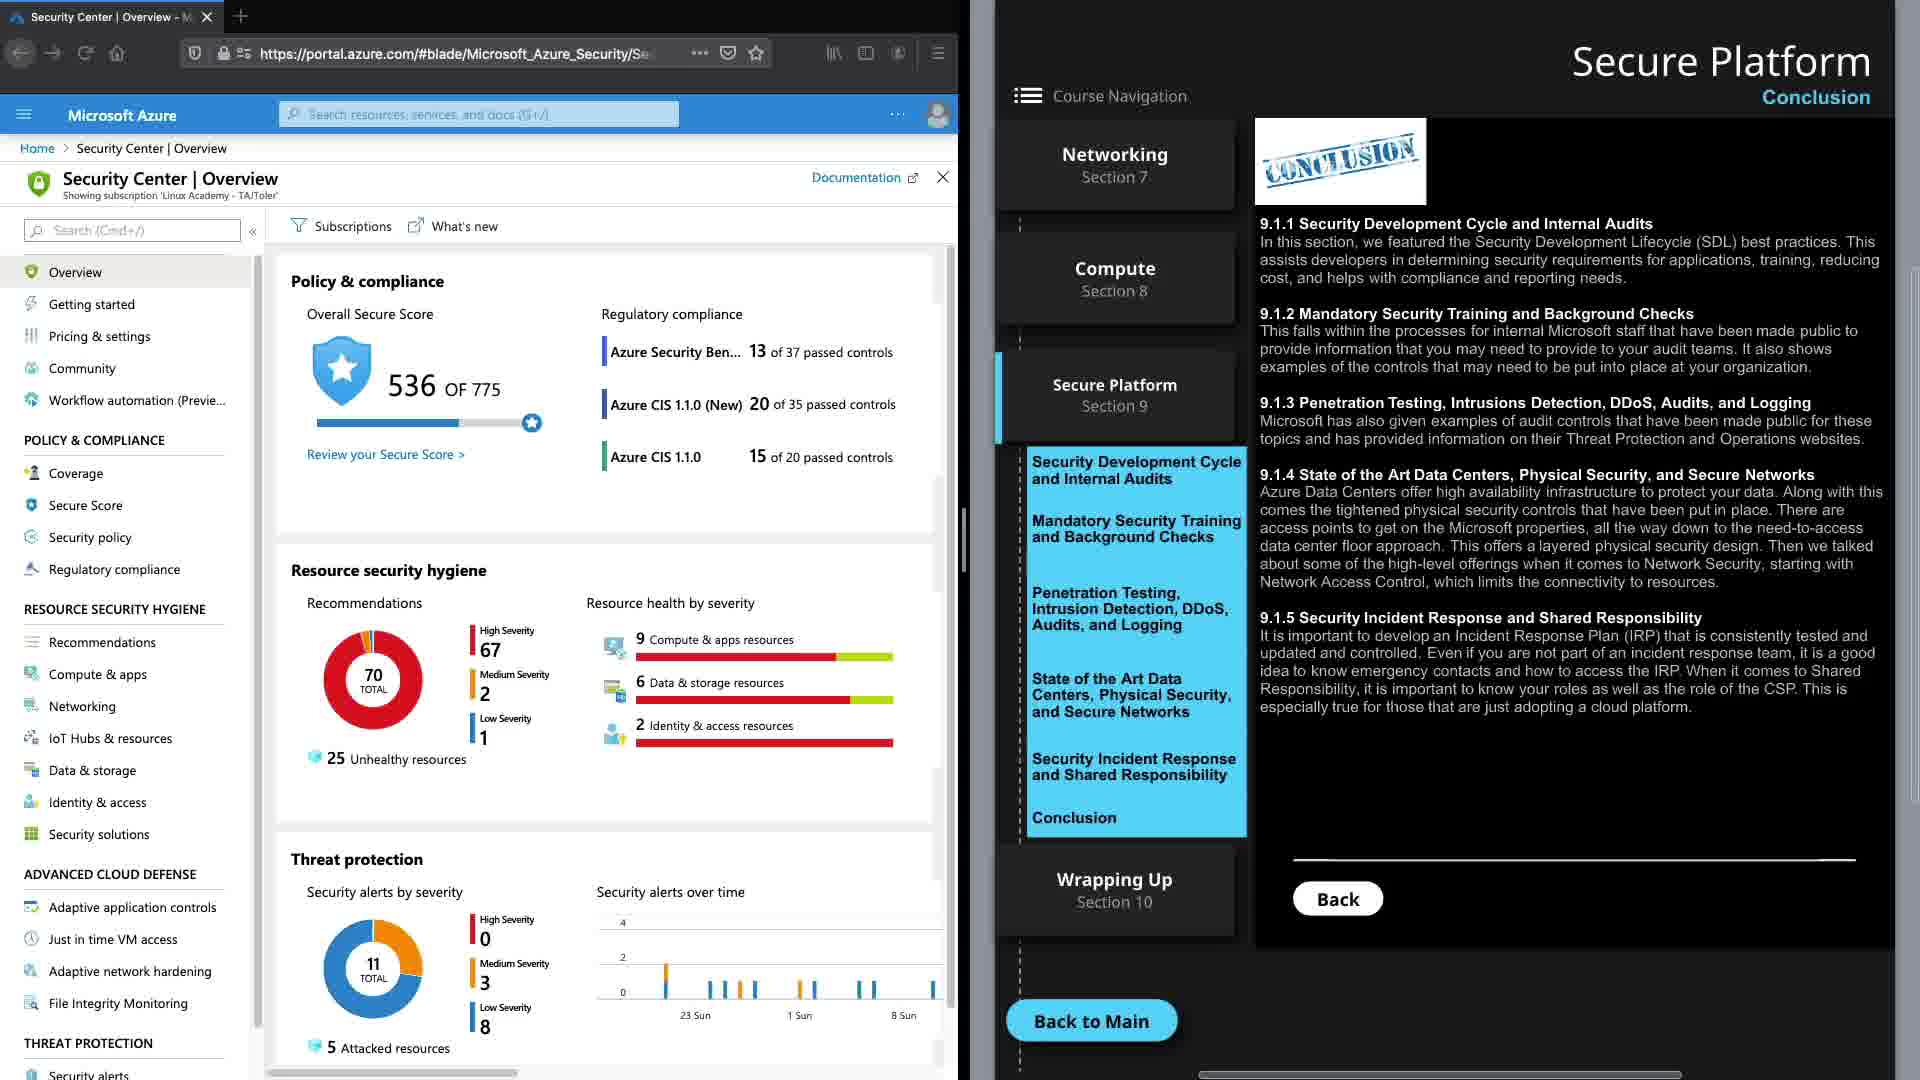 Security Center | Overview - M
https://portal.azure.com/#blade/Microsoft_Azure_Security/Se
Microsoft Azure
Search resources, services, and docs (G+/)
Home > Security Center | Overview
Security Center | Overview
Showing subscription 'Linux Academy - TA/Toler'
Documentation
Search (Cmd+/)
Overview
Getting started
Pricing & settings
Community
Workflow automation (Previe...
POLICY & COMPLIANCE
Coverage
Secure Score
Security policy
Regulatory compliance
RESOURCE SECURITY HYGIENE
Recommendations
Compute & apps
Networking
IoT Hubs & resources
Data & storage
Identity & access
Security solutions
ADVANCED CLOUD DEFENSE
Adaptive application controls
Just in time VM access
Adaptive network hardening
File Integrity Monitoring
THREAT PROTECTION
Security alerts
Subscriptions
What's new
Policy & compliance
Overall Secure Score
536 OF 775
Review your Secure Score >
Regulatory compliance
Azure Security Ben... 13 of 37 passed controls
Azure CIS 1.1.0 (New) 20 of 35 passed controls
Azure CIS 1.1.0 15 of 20 passed controls
Resource security hygiene
Recommendations
70
TOTAL
High Severity
67
Medium Severity
2
Low Severity
1
25 Unhealthy resources
Resource health by severity
9 Compute & apps resources
6 Data & storage resources
2 Identity & access resources
Threat protection
Security alerts by severity
11
TOTAL
High Severity
0
Medium Severity
3
Low Severity
8
5 Attacked resources
Security alerts over time
4
2
0
23 Sun
1 Sun
8 Sun
Secure Platform
Conclusion
Course Navigation
Networking
Section 7
Compute
Section 8
Secure Platform
Section 9
Security Development Cycle
and Internal Audits
Mandatory Security Training
and Background Checks
Penetration Testing,
Intrusion Detection, DDoS,
Audits, and Logging
State of the Art Data
Centers, Physical Security,
and Secure Networks
Security Incident Response
and Shared Responsibility
Conclusion
Wrapping Up
Section 10
Back to Main
CONCLUSION
9.1.1 Security Development Cycle and Internal Audits
In this section, we featured the Security Development Lifecycle (SDL) best practices. This
assists developers in determining security requirements for applications, training, reducing
cost, and helps with compliance and reporting needs.
9.1.2 Mandatory Security Training and Background Checks
This falls within the processes for internal Microsoft staff that have been made public to
provide information that you may need to provide to your audit teams. It also shows
examples of the controls that may need to be put into place at your organization.
9.1.3 Penetration Testing, Intrusions Detection, DDoS, Audits, and Logging
Microsoft has also given examples of audit controls that have been made public for these
topics and has provided information on their Threat Protection and Operations websites.
9.1.4 State of the Art Data Centers, Physical Security, and Secure Networks
Azure Data Centers offer high availability infrastructure to protect your data. Along with this
comes the tightened physical security controls that have been put in place. There are
access points to get on the Microsoft properties, all the way down to the need-to-access
data center floor approach. This offers a layered physical security design. Then we talked
about some of the high-level offerings when it comes to Network Security, starting with
Network Access Control, which limits the connectivity to resources.
9.1.5 Security Incident Response and Shared Responsibility
It is important to develop an Incident Response Plan (IRP) that is consistently tested and
updated and controlled. Even if you are not part of an incident response team, it is a good
idea to know emergency contacts and how to access the IRP. When it comes to Shared
Responsibility, it is important to know your roles as well as the role of the CSP. This is
especially true for those that are just adopting a cloud platform.
Back